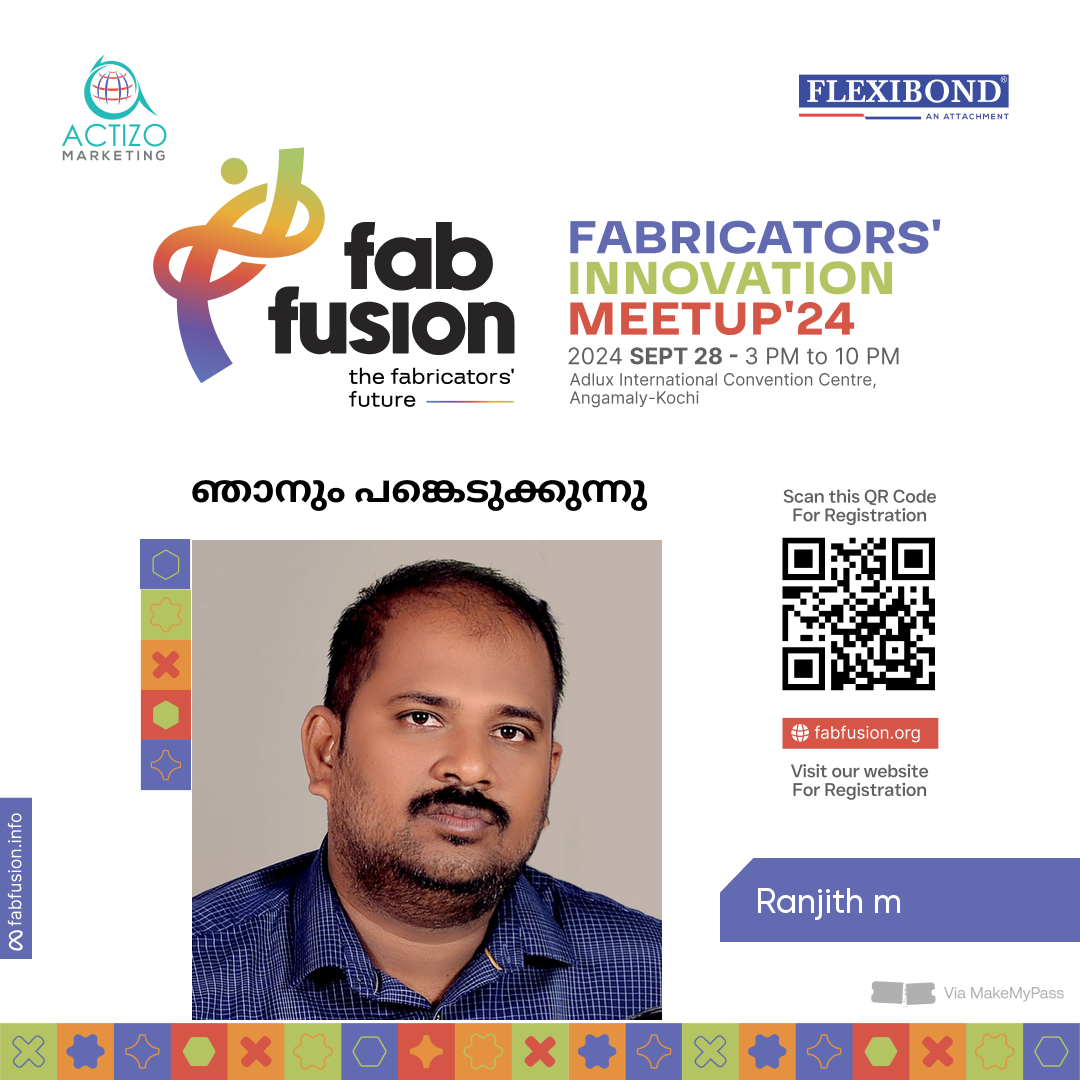 ACTIZO
MARKETING
FLEXIBOND®
AN ATTACHMENT
fab
fusion
the fabricators'
future
FABRICATORS'
INNOVATION
MEETUP'24
2024 SEPT 28 - 3 PM to 10 PM
Adlux International Convention Centre,
Angamaly-Kochi
ഞാനും പങ്കെടുക്കുന്നു
Scan this QR Code
For Registration
fabfusion.org
Visit our website
For Registration
fabfusion.info
Ranjith m
Via MakeMyPass